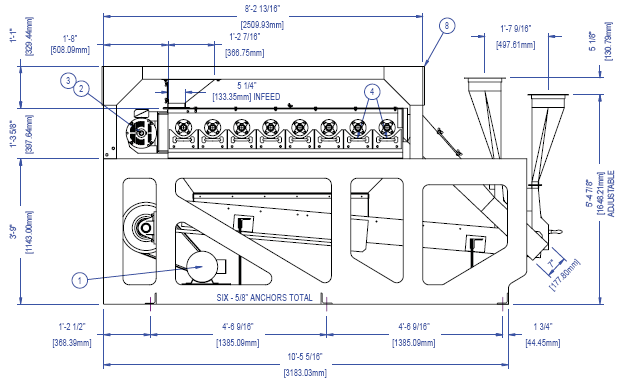 8'-2 13/16"
[2509.93mm]
1'-8"
[508.09mm]
1'-2 7/16"
[366.75mm]
8
1'-7 9/16"
[497.61mm]
5 1/8"
[130.79mm]
1'-1"
[329.44mm]
3
2
5 1/4"
[133.35mm] INFEED
4
1'-3 5/8"
[397.64mm]
5'-4 7/8"
[1648.21mm]
ADJUSTABLE
3'-9"
[1143.00mm]
1
7"
[177.80mm]
SIX - 5/8" ANCHORS TOTAL
1'-2 1/2"
[368.39mm]
4'-6 9/16"
[1385.09mm]
4'-6 9/16"
[1385.09mm]
1 3/4"
[44.45mm]
10'-5 5/16"
[3183.03mm]